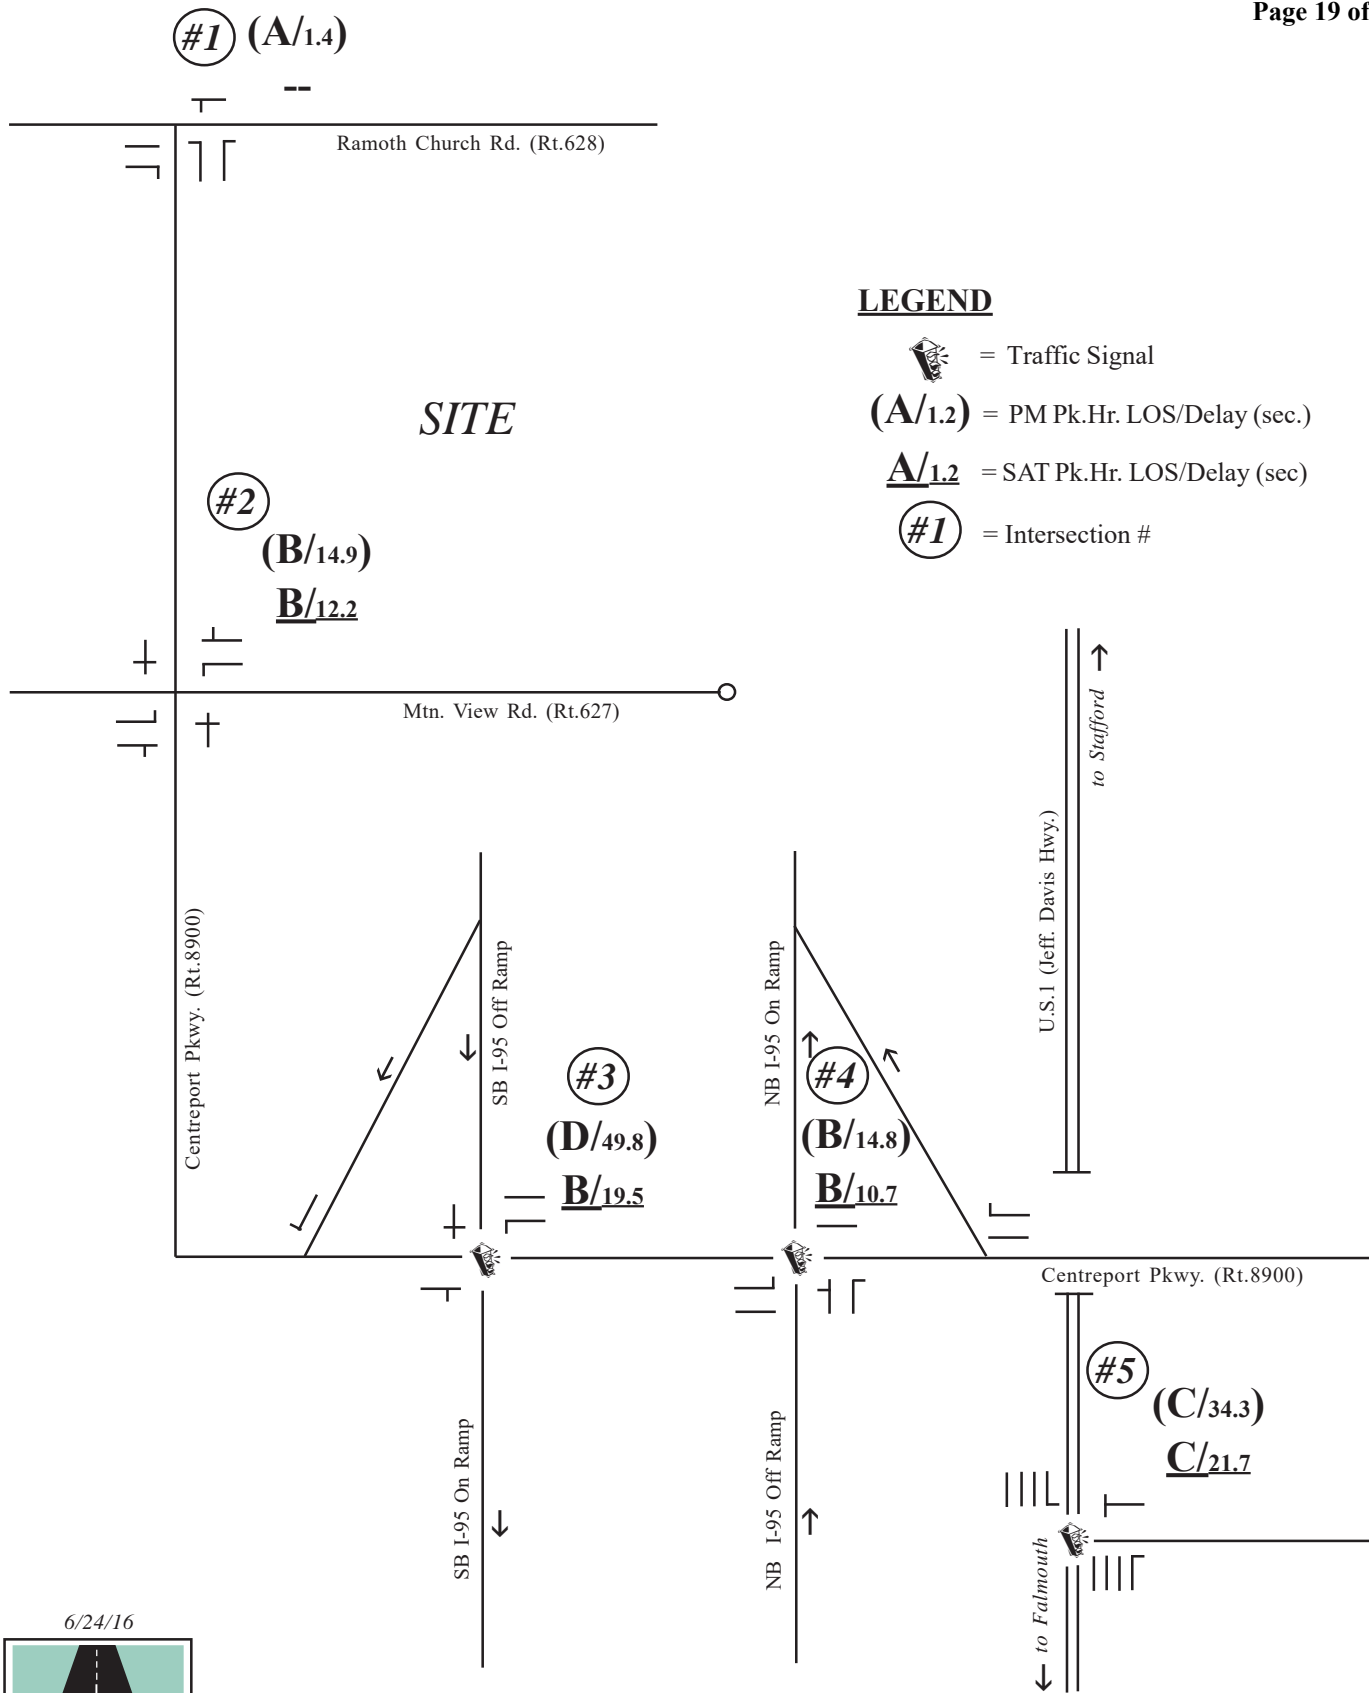 Page 19 of
#1 (A/1.4)
--
Ramoth Church Rd. (Rt.628)
LEGEND
= Traffic Signal
(A/1.2) = PM Pk.Hr. LOS/Delay (sec.)
A/1.2 = SAT Pk.Hr. LOS/Delay (sec)
#1 = Intersection #
SITE
#2
(B/14.9)
B/12.2
Mtn. View Rd. (Rt.627)
to Stafford
U.S.1 (Jeff. Davis Hwy.)
Centreport Pkwy. (Rt.8900)
SB I-95 Off Ramp
#3
(D/49.8)
B/19.5
NB I-95 On Ramp
#4
(B/14.8)
B/10.7
Centreport Pkwy. (Rt.8900)
#5
(C/34.3)
C/21.7
SB I-95 On Ramp
NB I-95 Off Ramp
to Falmouth
6/24/16